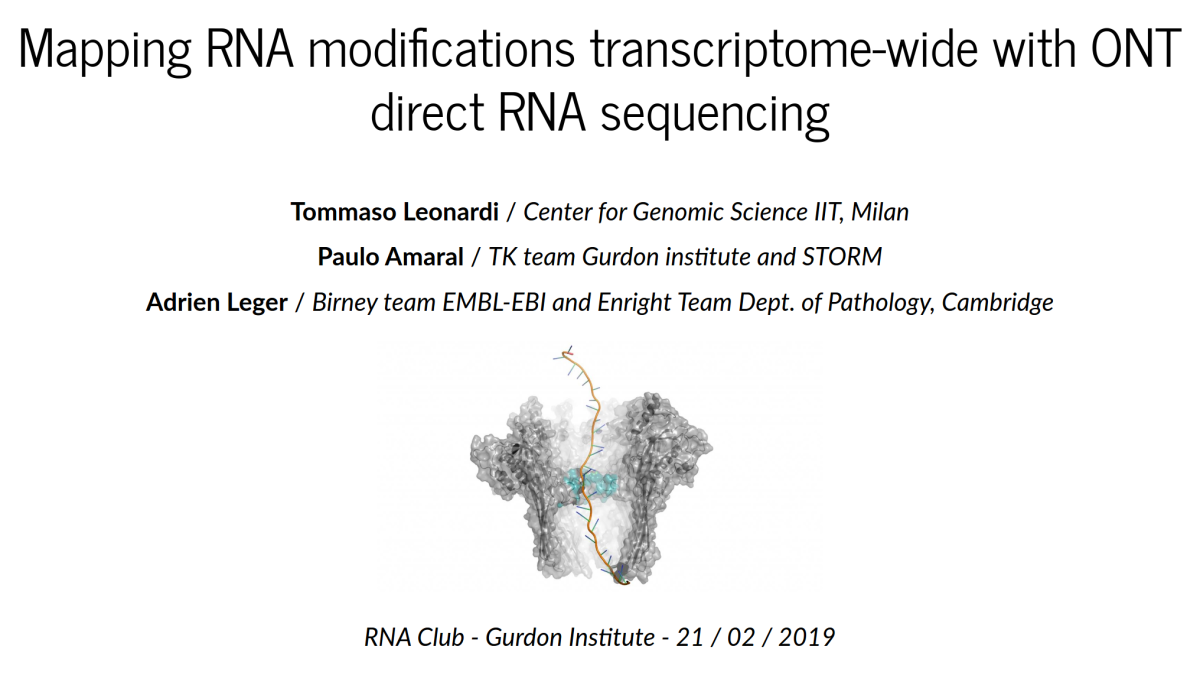 Mapping RNA modifications transcriptome-wide with ONT
direct RNA sequencing
Tommaso Leonardi / Center for Genomic Science IIT, Milan
Paulo Amaral / TK team Gurdon institute and STORM
Adrien Leger / Birney team EMBL-EBI and Enright Team Dept. of Pathology, Cambridge
RNA Club - Gurdon Institute - 21 / 02 / 2019